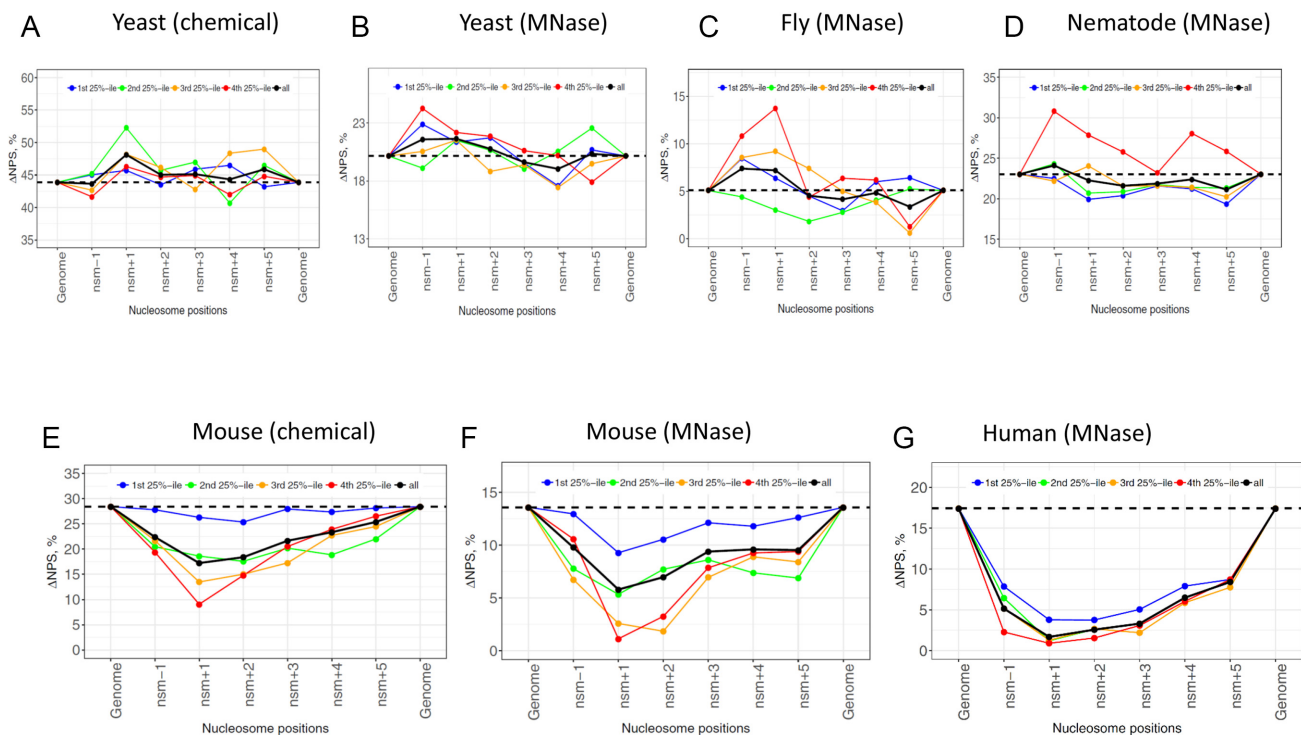 A Yeast (chemical)
ΔNPS, %
60
55
50
45
40
35
1st 25%-ile 2nd 25%-ile 3rd 25%-ile 4th 25%-ile all
Genome nsm-1 nsm+1 nsm+2 nsm+3 nsm+4 nsm+5 Genome
Nucleosome positions
B Yeast (MNase)
ΔNPS, %
23
18
13
1st 25%-ile 2nd 25%-ile 3rd 25%-ile 4th 25%-ile all
Genome nsm-1 nsm+1 nsm+2 nsm+3 nsm+4 nsm+5 Genome
Nucleosome positions
C Fly (MNase)
ΔNPS, %
15
10
5
0
1st 25%-ile 2nd 25%-ile 3rd 25%-ile 4th 25%-ile all
Genome nsm-1 nsm+1 nsm+2 nsm+3 nsm+4 nsm+5 Genome
Nucleosome positions
D Nematode (MNase)
ΔNPS, %
35
30
25
20
15
1st 25%-ile 2nd 25%-ile 3rd 25%-ile 4th 25%-ile all
Genome nsm-1 nsm+1 nsm+2 nsm+3 nsm+4 nsm+5 Genome
Nucleosome positions
E Mouse (chemical)
ΔNPS, %
35
30
25
20
15
10
5
0
1st 25%-ile 2nd 25%-ile 3rd 25%-ile 4th 25%-ile all
Genome nsm-1 nsm+1 nsm+2 nsm+3 nsm+4 nsm+5 Genome
Nucleosome positions
F Mouse (MNase)
ΔNPS, %
15
10
5
0
1st 25%-ile 2nd 25%-ile 3rd 25%-ile 4th 25%-ile all
Genome nsm-1 nsm+1 nsm+2 nsm+3 nsm+4 nsm+5 Genome
Nucleosome positions
G Human (MNase)
ΔNPS, %
20
15
10
5
0
1st 25%-ile 2nd 25%-ile 3rd 25%-ile 4th 25%-ile all
Genome nsm-1 nsm+1 nsm+2 nsm+3 nsm+4 nsm+5 Genome
Nucleosome positions